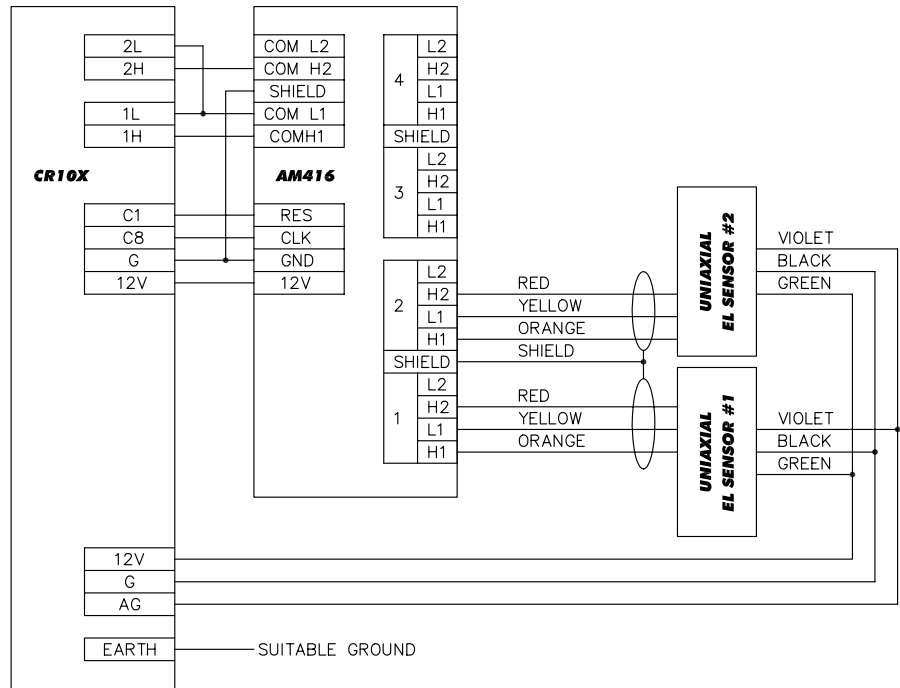 2L
2H
1L
1H
CR10X
C1
C8
G
12V
12V
G
AG
EARTH
SUITABLE GROUND
COM L2
COM H2
SHIELD
COM L1
COMH1
AM416
RES
CLK
GND
12V
4
L2
H2
L1
H1
SHIELD
3
L2
H2
L1
H1
2
L2
H2
L1
H1
SHIELD
1
L2
H2
L1
H1
RED
YELLOW
ORANGE
SHIELD
RED
YELLOW
ORANGE
UNIAXIAL
EL SENSOR #2
VIOLET
BLACK
GREEN
UNIAXIAL
EL SENSOR #1
VIOLET
BLACK
GREEN